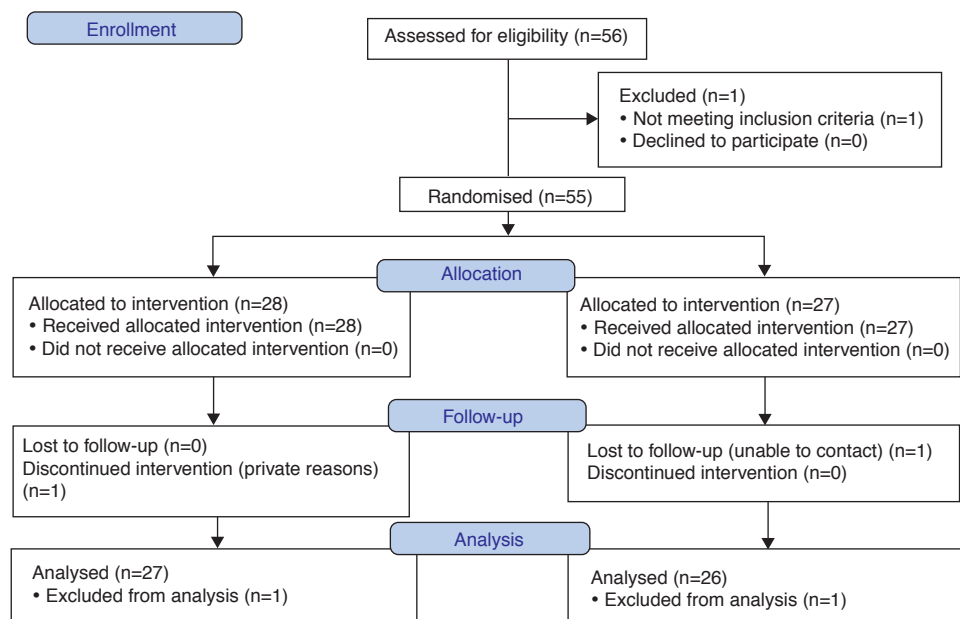 Enrollment
Assessed for eligibility (n=56)
Excluded (n=1)
• Not meeting inclusion criteria (n=1)
• Declined to participate (n=0)
Randomised (n=55)
Allocation
Allocated to intervention (n=28)
• Received allocated intervention (n=28)
• Did not receive allocated intervention (n=0)
Allocated to intervention (n=27)
• Received allocated intervention (n=27)
• Did not receive allocated intervention (n=0)
Follow-up
Lost to follow-up (n=0)
Discontinued intervention (private reasons)
(n=1)
Lost to follow-up (unable to contact) (n=1)
Discontinued intervention (n=0)
Analysis
Analysed (n=27)
• Excluded from analysis (n=1)
Analysed (n=26)
• Excluded from analysis (n=1)